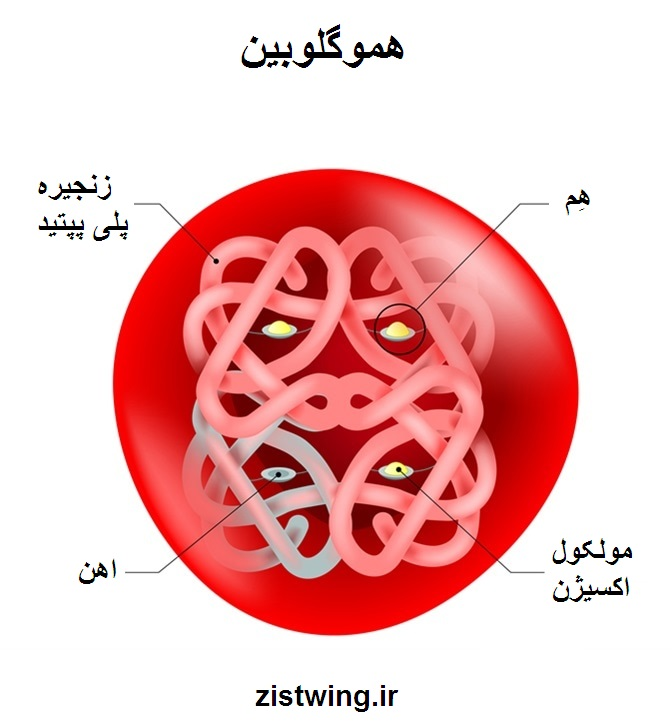 هموگلوبین
هِم
زنجیره
پلی پپتید
مولکول
اکسیژن
اهن
zistwing.ir